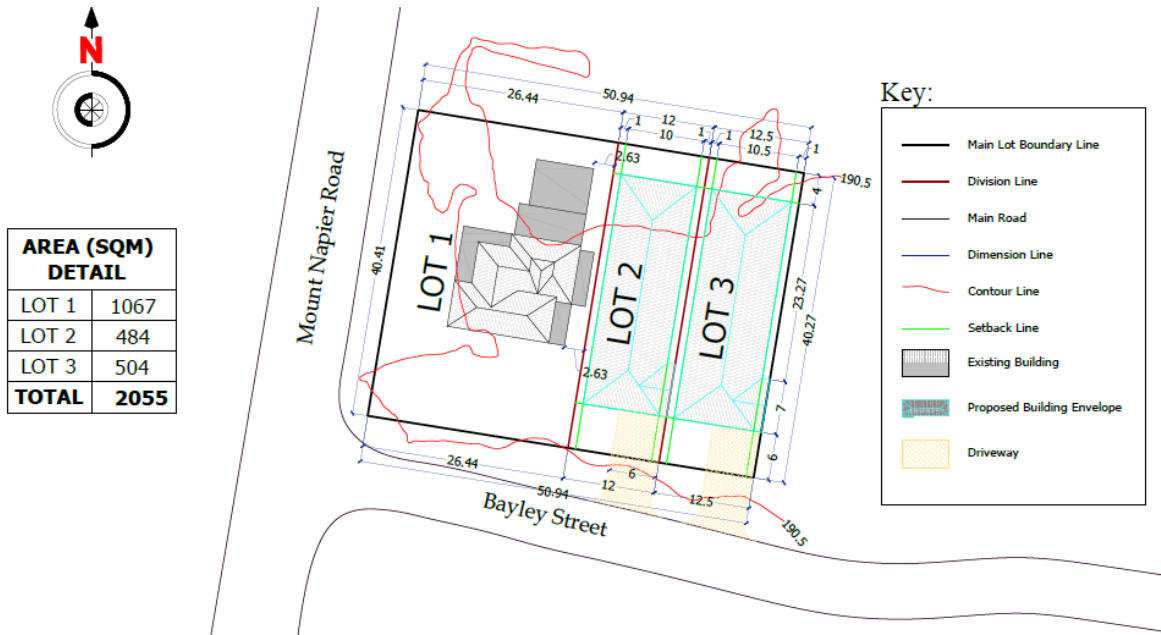 N
AREA (SQM)
DETAIL
LOT 1 1067
LOT 2 484
LOT 3 504
TOTAL 2055
Mount Napier Road
50.94
26.44
1 12
10 1
1 12.5
10.5 1
2.63
4
190.5
40.41
LOT 1
LOT 2
LOT 3
23.27
40.27
2.63
7
6
26.44
6
12
50.94
12.5
190.5
Bayley Street
Key:
Main Lot Boundary Line
Division Line
Main Road
Dimension Line
Contour Line
Setback Line
Existing Building
Proposed Building Envelope
Driveway